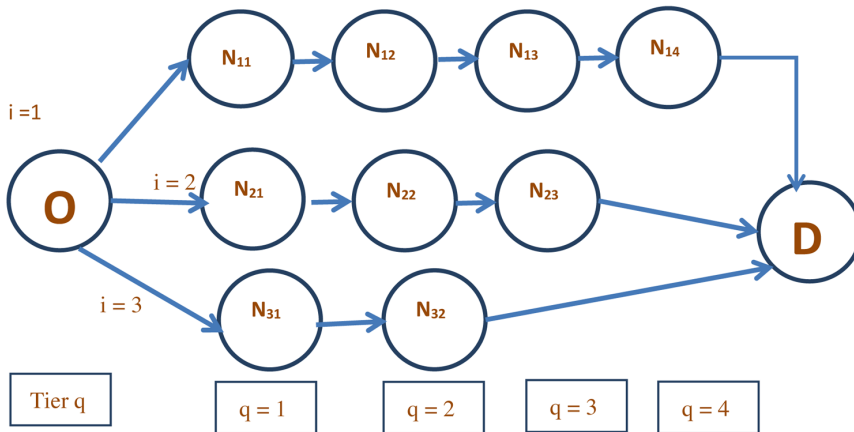 N₁₁ N₁₂ N₁₃ N₁₄
i =1
O i = 2 N₂₁ N₂₂ N₂₃ D
i = 3 N₃₁ N₃₂
Tier q q = 1 q = 2 q = 3 q = 4